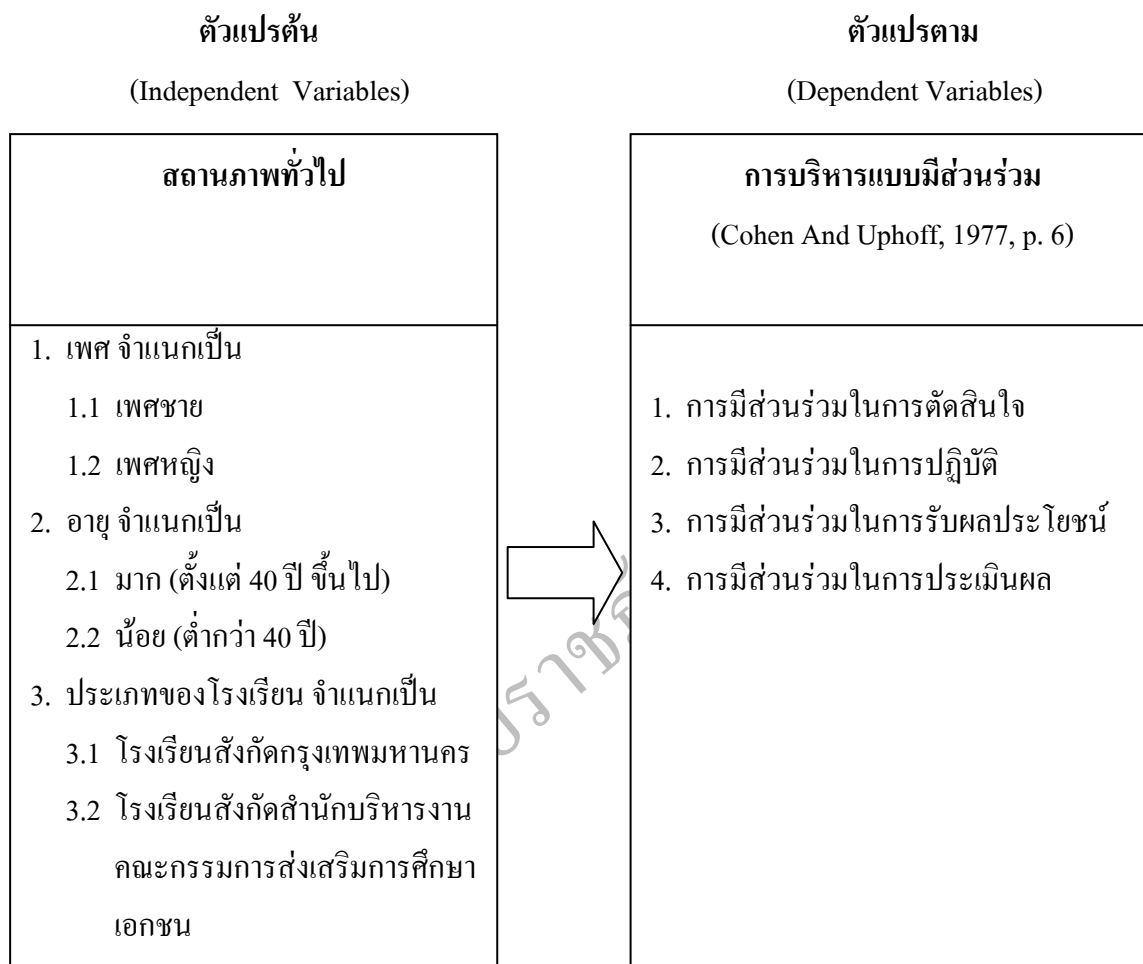 ตัวแปรต้น
(Independent Variables)
สถานภาพทั่วไป
1. เพศ จำแนกเป็น
1.1 เพศชาย
1.2 เพศหญิง
2. อายุ จำแนกเป็น
2.1 มาก (ตั้งแต่ 40 ปี ขึ้นไป)
2.2 น้อย (ต่ำกว่า 40 ปี)
3. ประเภทของโรงเรียน จำแนกเป็น
3.1 โรงเรียนสังกัดกรุงเทพมหานคร
3.2 โรงเรียนสังกัดสำนักบริหารงาน
คณะกรรมการส่งเสริมการศึกษา
เอกชน
ตัวแปรตาม
(Dependent Variables)
การบริหารแบบมีส่วนร่วม
(Cohen And Uphoff, 1977, p. 6)
1. การมีส่วนร่วมในการตัดสินใจ
2. การมีส่วนร่วมในการปฏิบัติ
3. การมีส่วนร่วมในการรับผลประโยชน์
4. การมีส่วนร่วมในการประเมินผล